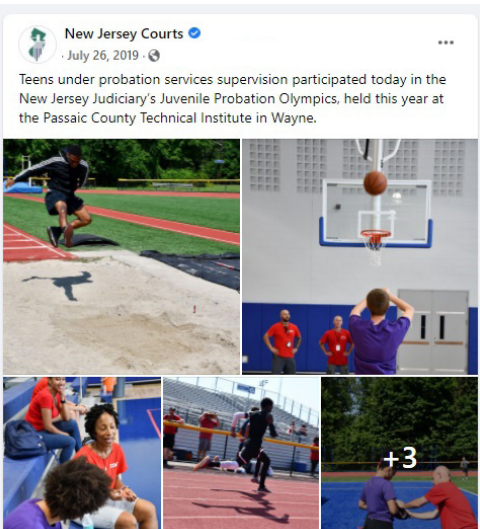 New Jersey Courts
· July 26, 2019 ·
Teens under probation services supervision participated today in the
New Jersey Judiciary's Juvenile Probation Olympics, held this year at
the Passaic County Technical Institute in Wayne.
+3